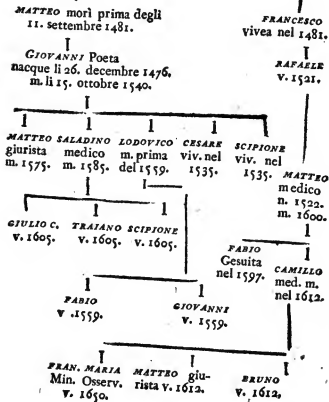 MATTEO morì prima degli
11. settembre 1481.
FRANCESCO
vivea nel 1481.
GIOVANNI Poeta
nacque li 26. decembre 1476.
m. li 15. ottobre 1540.
RAFAELE
v. 1521.
MATTEO
giurista
m. 1575.
SALADINO
medico
m. 1585.
LODOVICO
m. prima
del 1559.
CESARE
viv. nel
1535.
SCIPIONE
viv. nel
1535.
MATTEO
medico
n. 1522.
m. 1600.
GIULIO C.
v. 1605.
TRAIANO
v. 1605.
SCIPIONE
v. 1605.
FABIO
Gesuita
nel 1597.
CAMILLO
med. m.
nel 1612.
FABIO
v .1559.
GIOVANNI
v. 1559.
FRAN. MARIA
Min. Osserv.
v. 1650.
MATTEO giu-
rista v. 1612.
BRUNO
v. 1612.